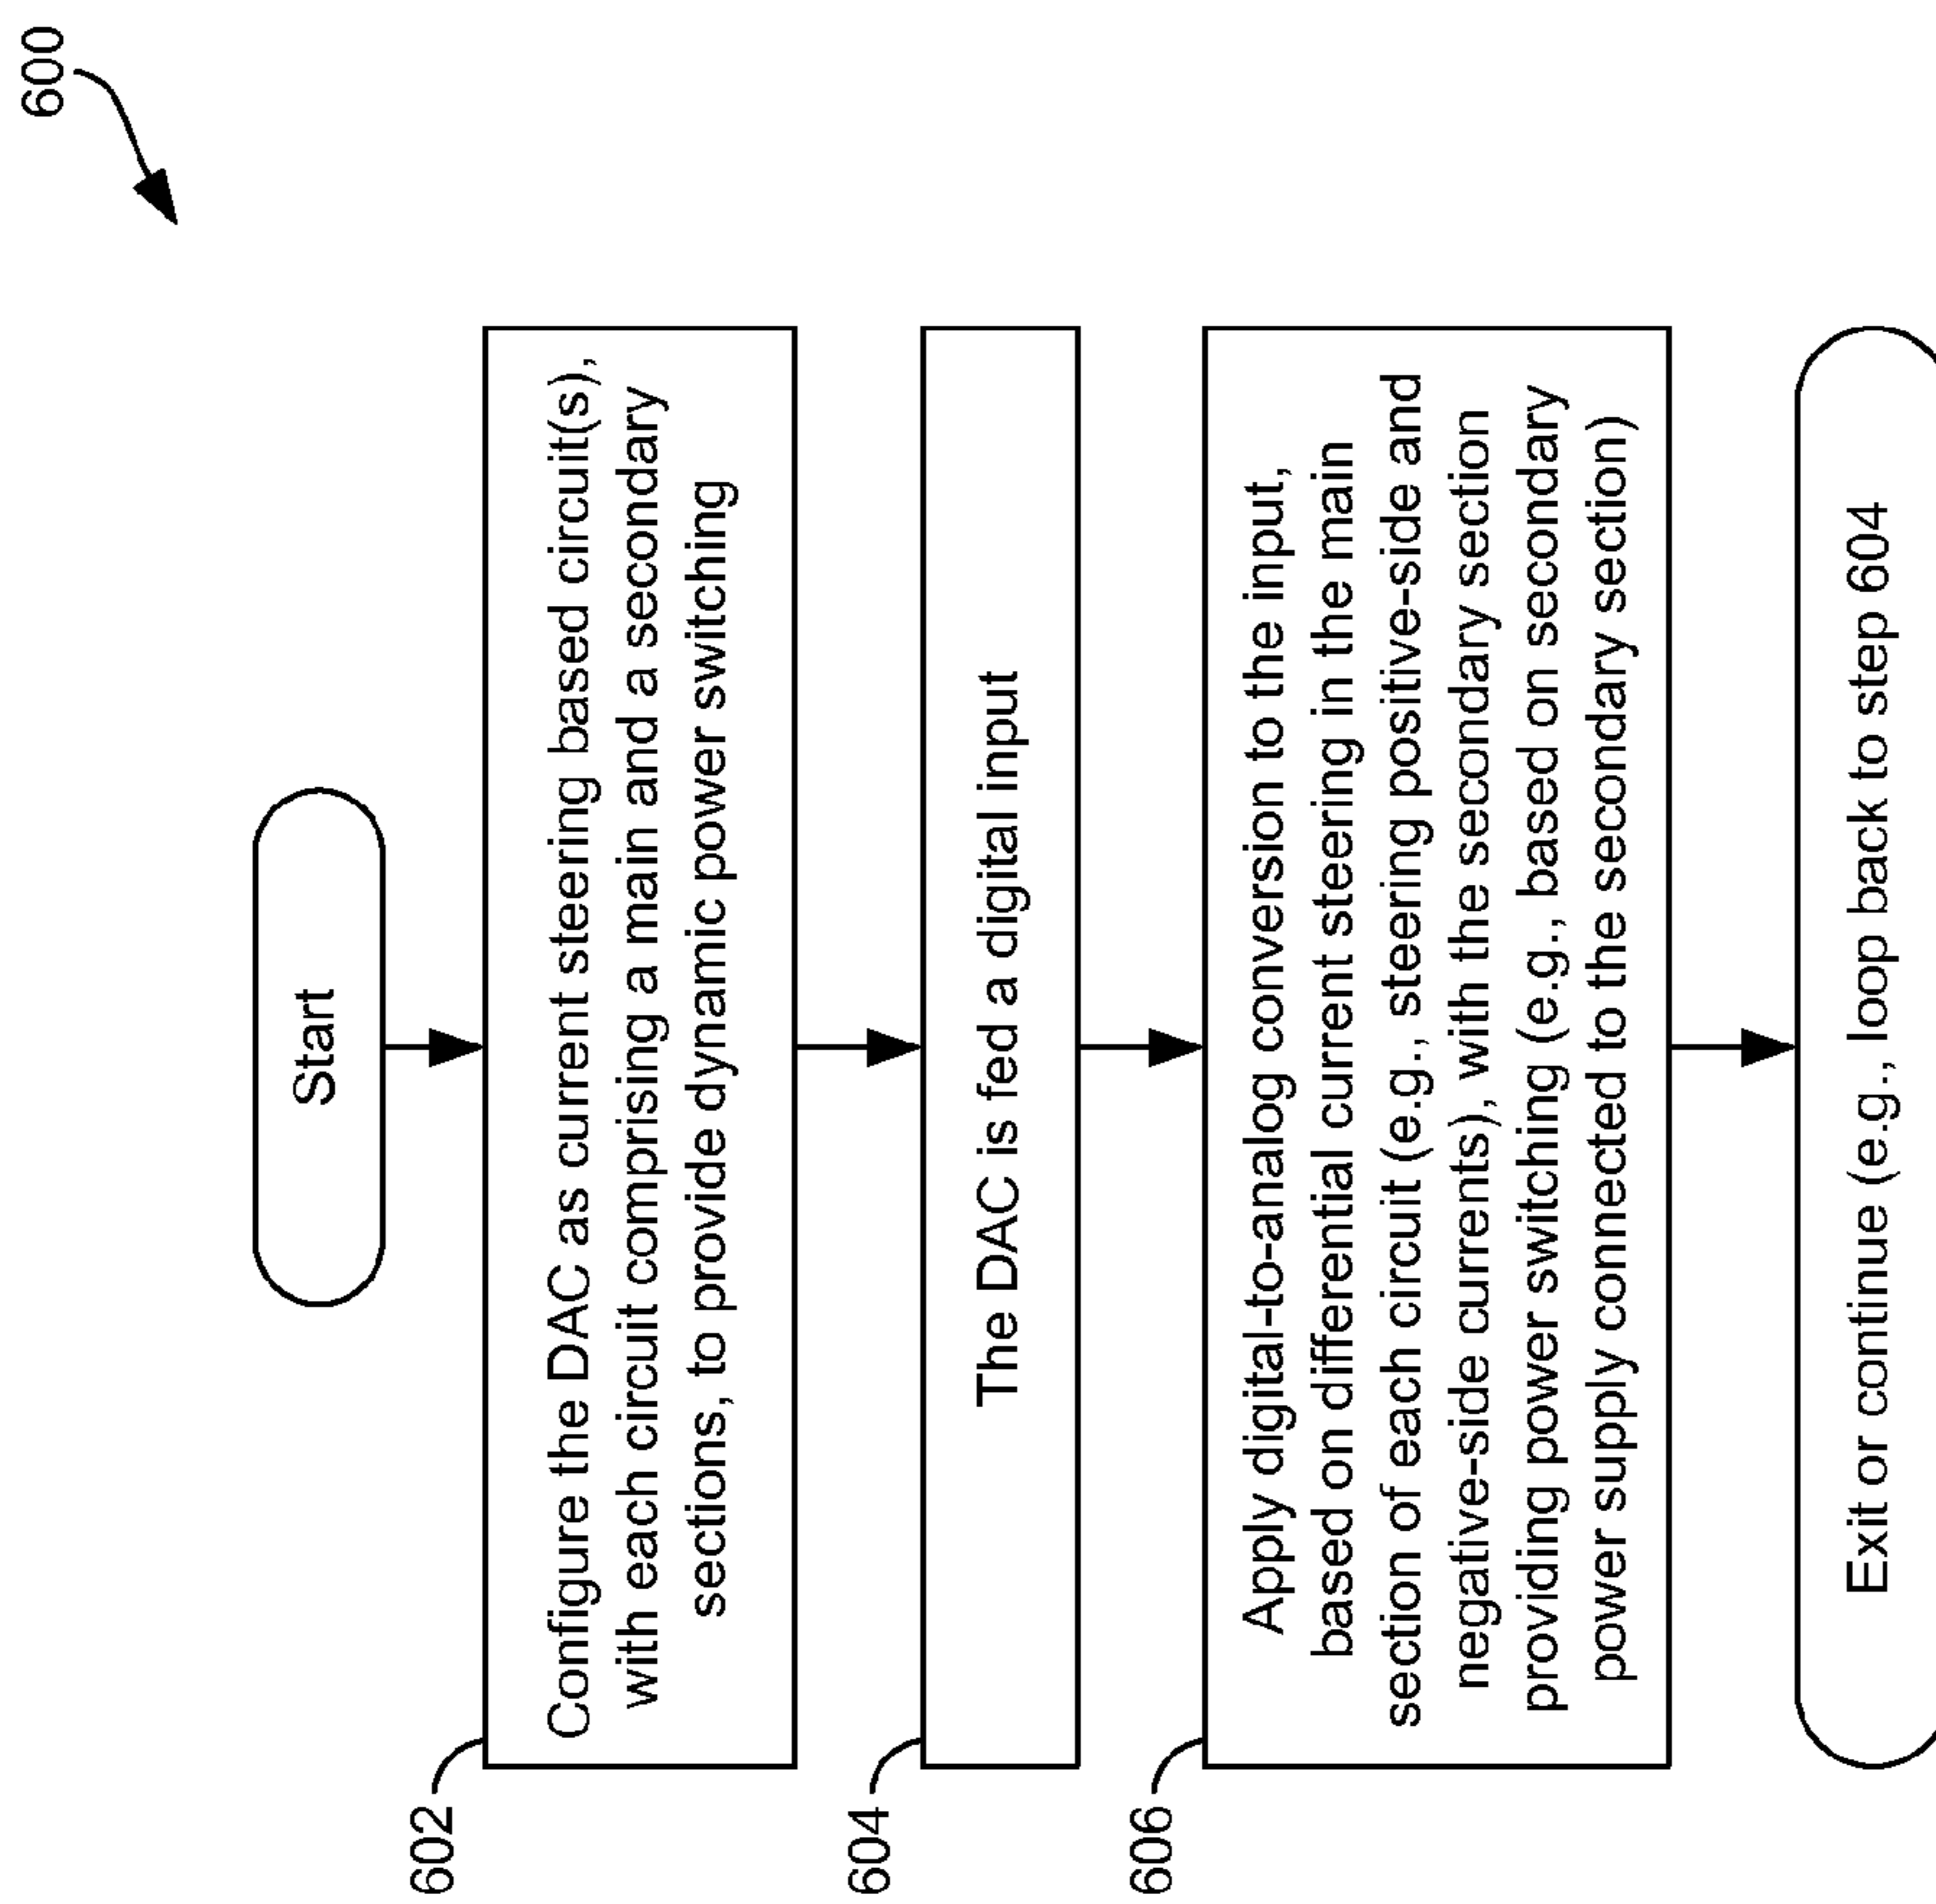 600
Start
602
Configure the DAC as current steering based circuit(s),
with each circuit comprising a main and a secondary
sections, to provide dynamic power switching
604
The DAC is fed a digital input
606
Apply digital-to-analog conversion to the input,
based on differential current steering in the main
section of each circuit (e.g., steering positive-side and
negative-side currents), with the secondary section
providing power switching (e.g., based on secondary
power supply connected to the secondary section)
Exit or continue (e.g., loop back to step 604